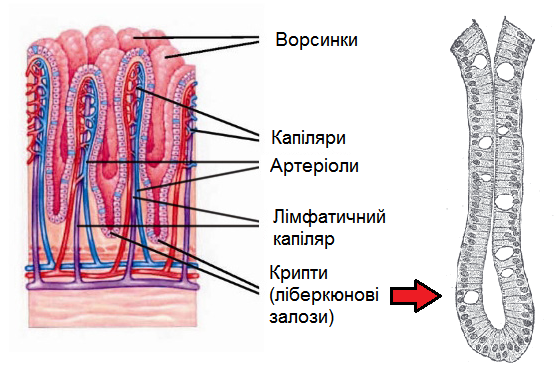 Ворсинки
Капіляри
Артеріоли
Лімфатичний
капіляр
Крипти
(ліберкюнові
залози)